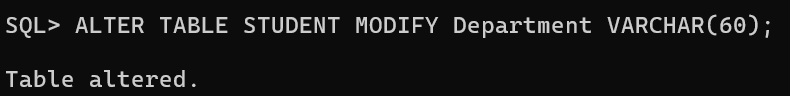 SQL> ALTER TABLE STUDENT MODIFY Department VARCHAR(60);
Table altered.